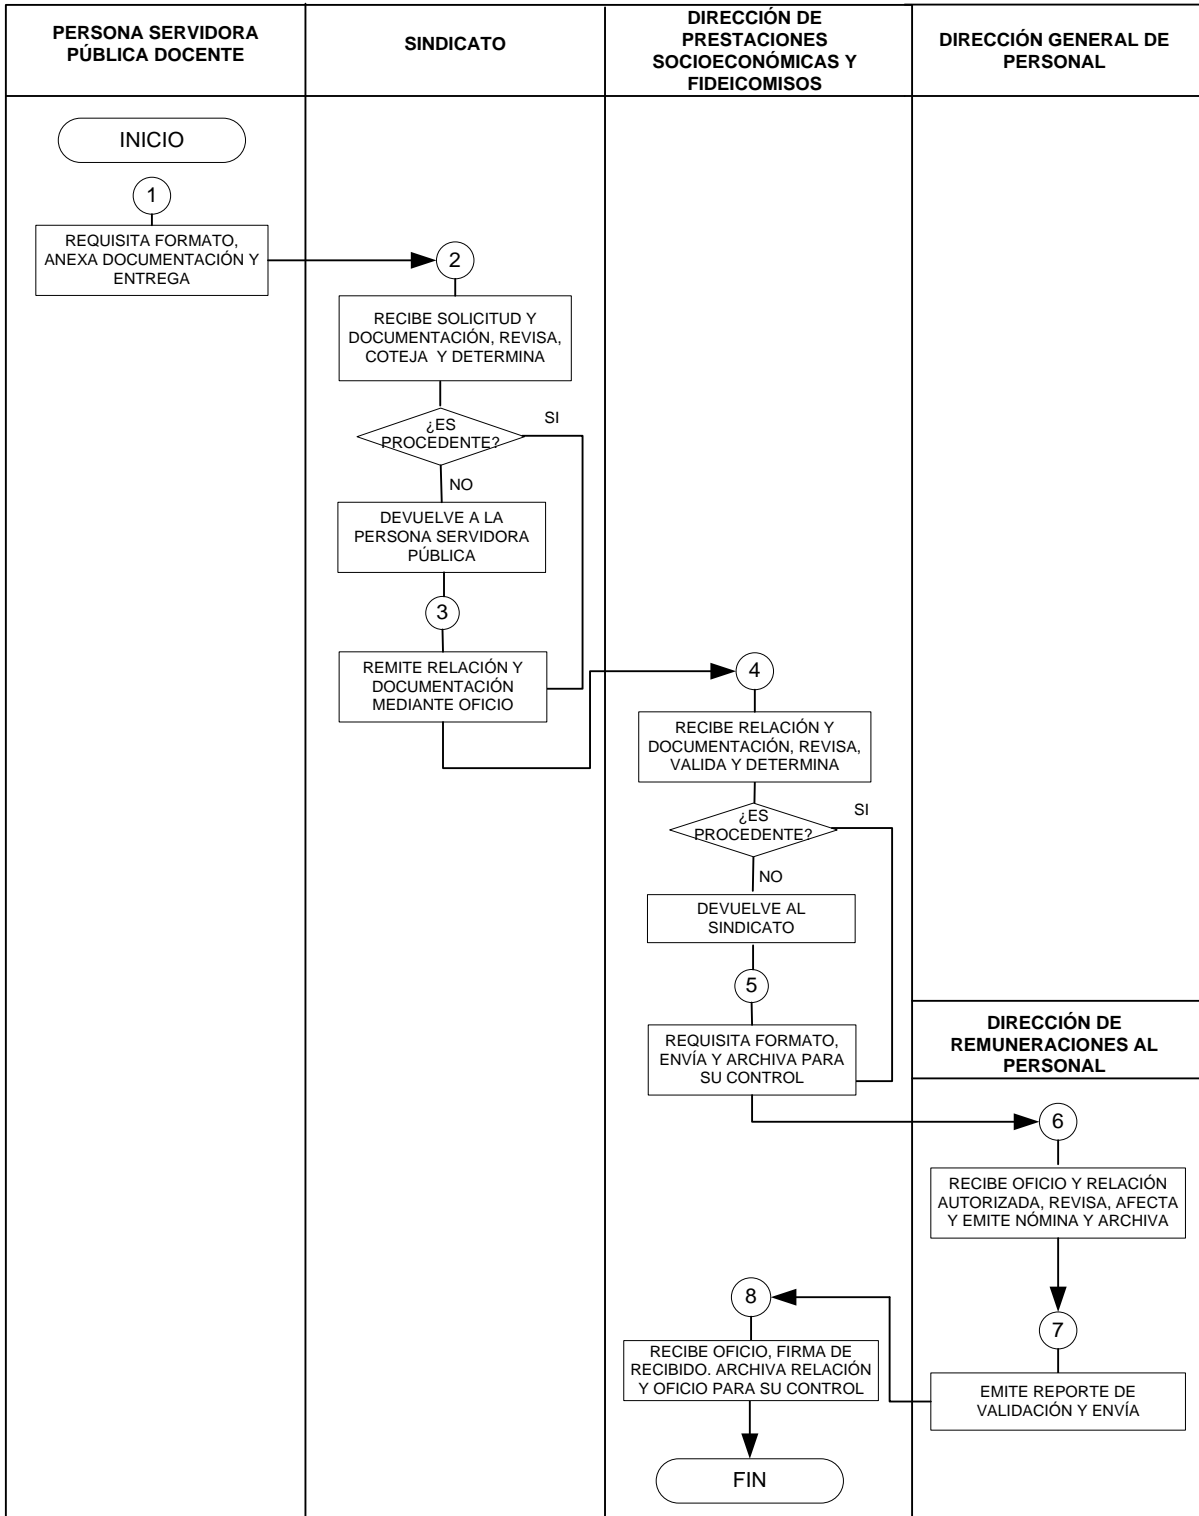 PERSONA SERVIDORA
PÚBLICA DOCENTE
SINDICATO
DIRECCIÓN DE
PRESTACIONES
SOCIOECONÓMICAS Y
FIDEICOMISOS
DIRECCIÓN GENERAL DE
PERSONAL
INICIO
1
REQUISITA FORMATO,
ANEXA DOCUMENTACIÓN Y
ENTREGA
2
RECIBE SOLICITUD Y
DOCUMENTACIÓN, REVISA,
COTEJA Y DETERMINA
¿ES
PROCEDENTE?
SI
NO
DEVUELVE A LA
PERSONA SERVIDORA
PÚBLICA
3
REMITE RELACIÓN Y
DOCUMENTACIÓN
MEDIANTE OFICIO
4
RECIBE RELACIÓN Y
DOCUMENTACIÓN, REVISA,
VALIDA Y DETERMINA
¿ES
PROCEDENTE?
SI
NO
DEVUELVE AL
SINDICATO
5
REQUISITA FORMATO,
ENVÍA Y ARCHIVA PARA
SU CONTROL
DIRECCIÓN DE
REMUNERACIONES AL
PERSONAL
6
RECIBE OFICIO Y RELACIÓN
AUTORIZADA, REVISA, AFECTA
Y EMITE NÓMINA Y ARCHIVA
7
EMITE REPORTE DE
VALIDACIÓN Y ENVÍA
8
RECIBE OFICIO, FIRMA DE
RECIBIDO. ARCHIVA RELACIÓN
Y OFICIO PARA SU CONTROL
FIN